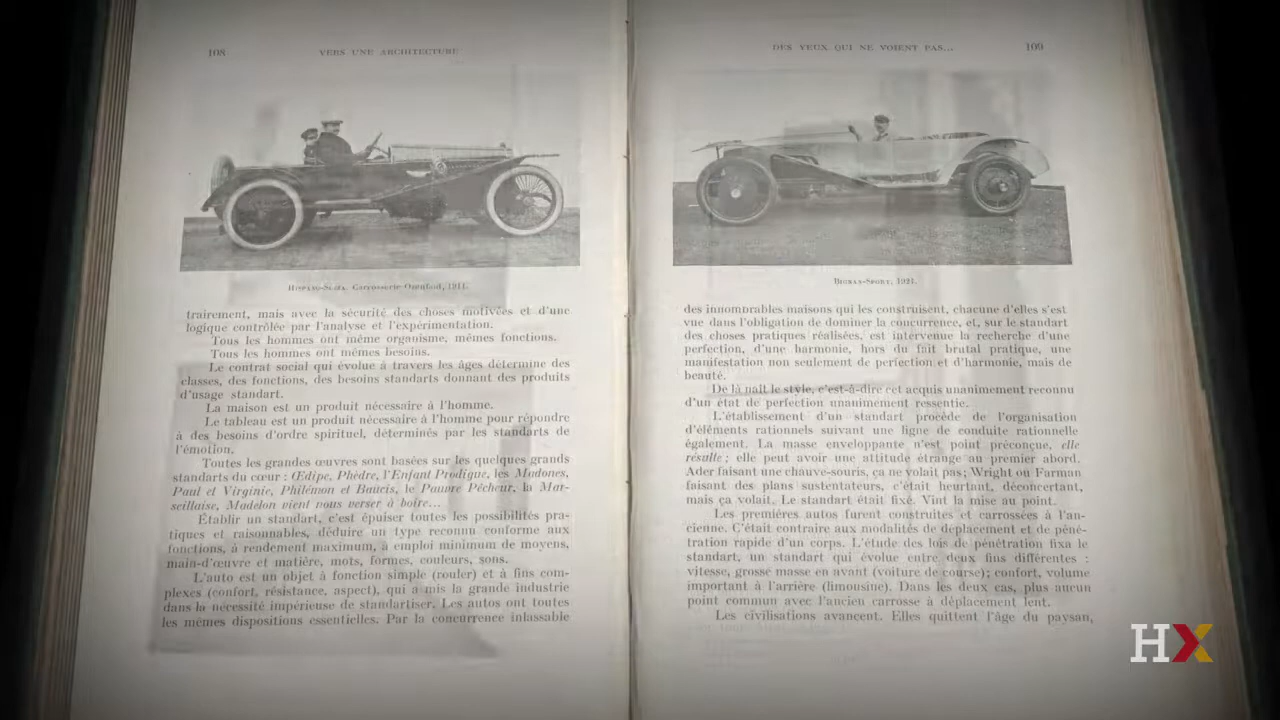 108
VERS UNE ARCHITECTURE
HISPANO-SUIZA. Carrosserie Ozenfant, 1911.
trairement, mais avec la sécurité des choses motivées et d'une
logique contrôlée par l'analyse et l'expérimentation.
Tous les hommes ont même organisme, mêmes fonctions.
Tous les hommes ont mêmes besoins.
Le contrat social qui évolue à travers les âges détermine des
classes, des fonctions, des besoins standarts donnant des produits
d'usage standart.
La maison est un produit nécessaire à l'homme.
Le tableau est un produit nécessaire à l'homme pour répondre
à des besoins d'ordre spirituel, déterminés par les standarts de
l'émotion.
Toutes les grandes œuvres sont basées sur les quelques grands
standarts du cœur : Œdipe, Phèdre, l'Enfant Prodigue, les Madones,
Paul et Virginie, Philémon et Baucis, le Pauvre Pécheur, la Mar-
seillaise, Madelon vient nous verser à boire...
Établir un standart, c'est épuiser toutes les possibilités pra-
tiques et raisonnables, déduire un type reconnu conforme aux
fonctions, à rendement maximum, à emploi minimum de moyens,
main-d'œuvre et matière, mots, formes, couleurs, sons.
L'auto est un objet à fonction simple (rouler) et à fins com-
plexes (confort, résistance, aspect), qui a mis la grande industrie
dans la nécessité impérieuse de standartiser. Les autos ont toutes
les mêmes dispositions essentielles. Par la concurrence inlassable
DES YEUX QUI NE VOIENT PAS...
109
BIGNAN-SPORT, 1921.
des innombrables maisons qui les construisent, chacune d'elles s'est
vue dans l'obligation de dominer la concurrence, et, sur le standart
des choses pratiques réalisées, est intervenue la recherche d'une
perfection, d'une harmonie, hors du fait brutal pratique, une
manifestation non seulement de perfection et d'harmonie, mais de
beauté.
De là naît le style, c'est-à-dire cet acquis unanimement reconnu
d'un état de perfection unanimement ressentie.
L'établissement d'un standart procède de l'organisation
d'éléments rationnels suivant une ligne de conduite rationnelle
également. La masse enveloppante n'est point préconçue, elle
résulte ; elle peut avoir une attitude étrange au premier abord.
Ader faisant une chauve-souris, ça ne volait pas ; Wright ou Farman
faisant des plans sustentateurs, c'était heurtant, déconcertant,
mais ça volait. Le standart était fixé. Vint la mise au point.
Les premières autos furent construites et carrossées à l'an-
cienne. C'était contraire aux modalités de déplacement et de péné-
tration rapide d'un corps. L'étude des lois de pénétration fixa le
standart, un standart qui évolue entre deux fins différentes :
vitesse, grosse masse en avant (voiture de course) ; confort, volume
important à l'arrière (limousine). Dans les deux cas, plus aucun
point commun avec l'ancien carrosse à déplacement lent.
Les civilisations avancent. Elles quittent l'âge du paysan,
HX